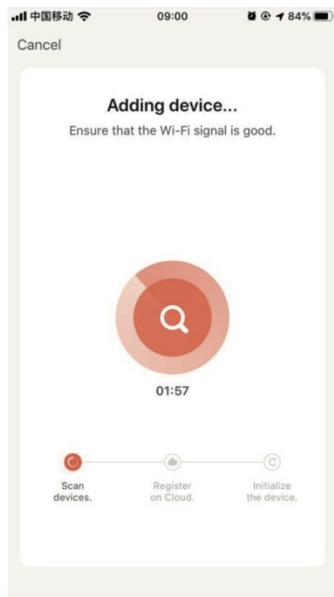 中国移动 09:00 84%
Cancel
Adding device...
Ensure that the Wi-Fi signal is good.
01:57
Scan
devices.
Register
on Cloud.
Initialize
the device.